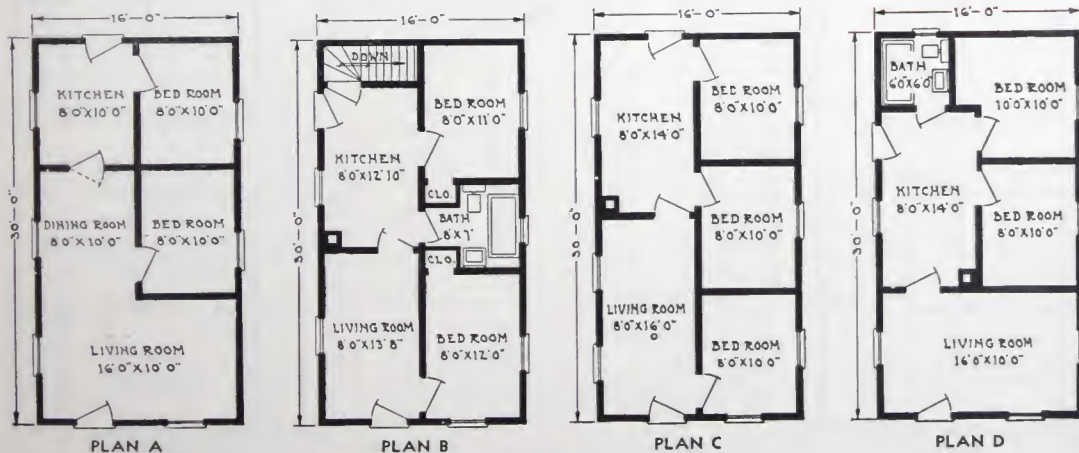 16'-0"
30'-0"
KITCHEN
8'0"X10'0"
BED ROOM
8'0"X10'0"
DINING ROOM
8'0"X10'0"
BED ROOM
8'0"X10'0"
LIVING ROOM
16'0"X10'0"
PLAN A
16'-0"
30'-0"
DOWN
BED ROOM
8'0"X11'0"
KITCHEN
8'0"X12'10"
CLO.
BATH
8'X7'
CLO.
LIVING ROOM
8'0"X13'8"
BED ROOM
8'0"X12'0"
PLAN B
16'-0"
30'-0"
KITCHEN
8'0"X14'0"
BED ROOM
8'0"X10'0"
BED ROOM
8'0"X10'0"
LIVING ROOM
8'0"X16'0"
BED ROOM
8'0"X10'0"
PLAN C
16'-0"
30'-0"
BATH
6'0"X6'0"
BED ROOM
10'0"X10'0"
KITCHEN
8'0"X14'0"
BED ROOM
8'0"X10'0"
LIVING ROOM
16'0"X10'0"
PLAN D